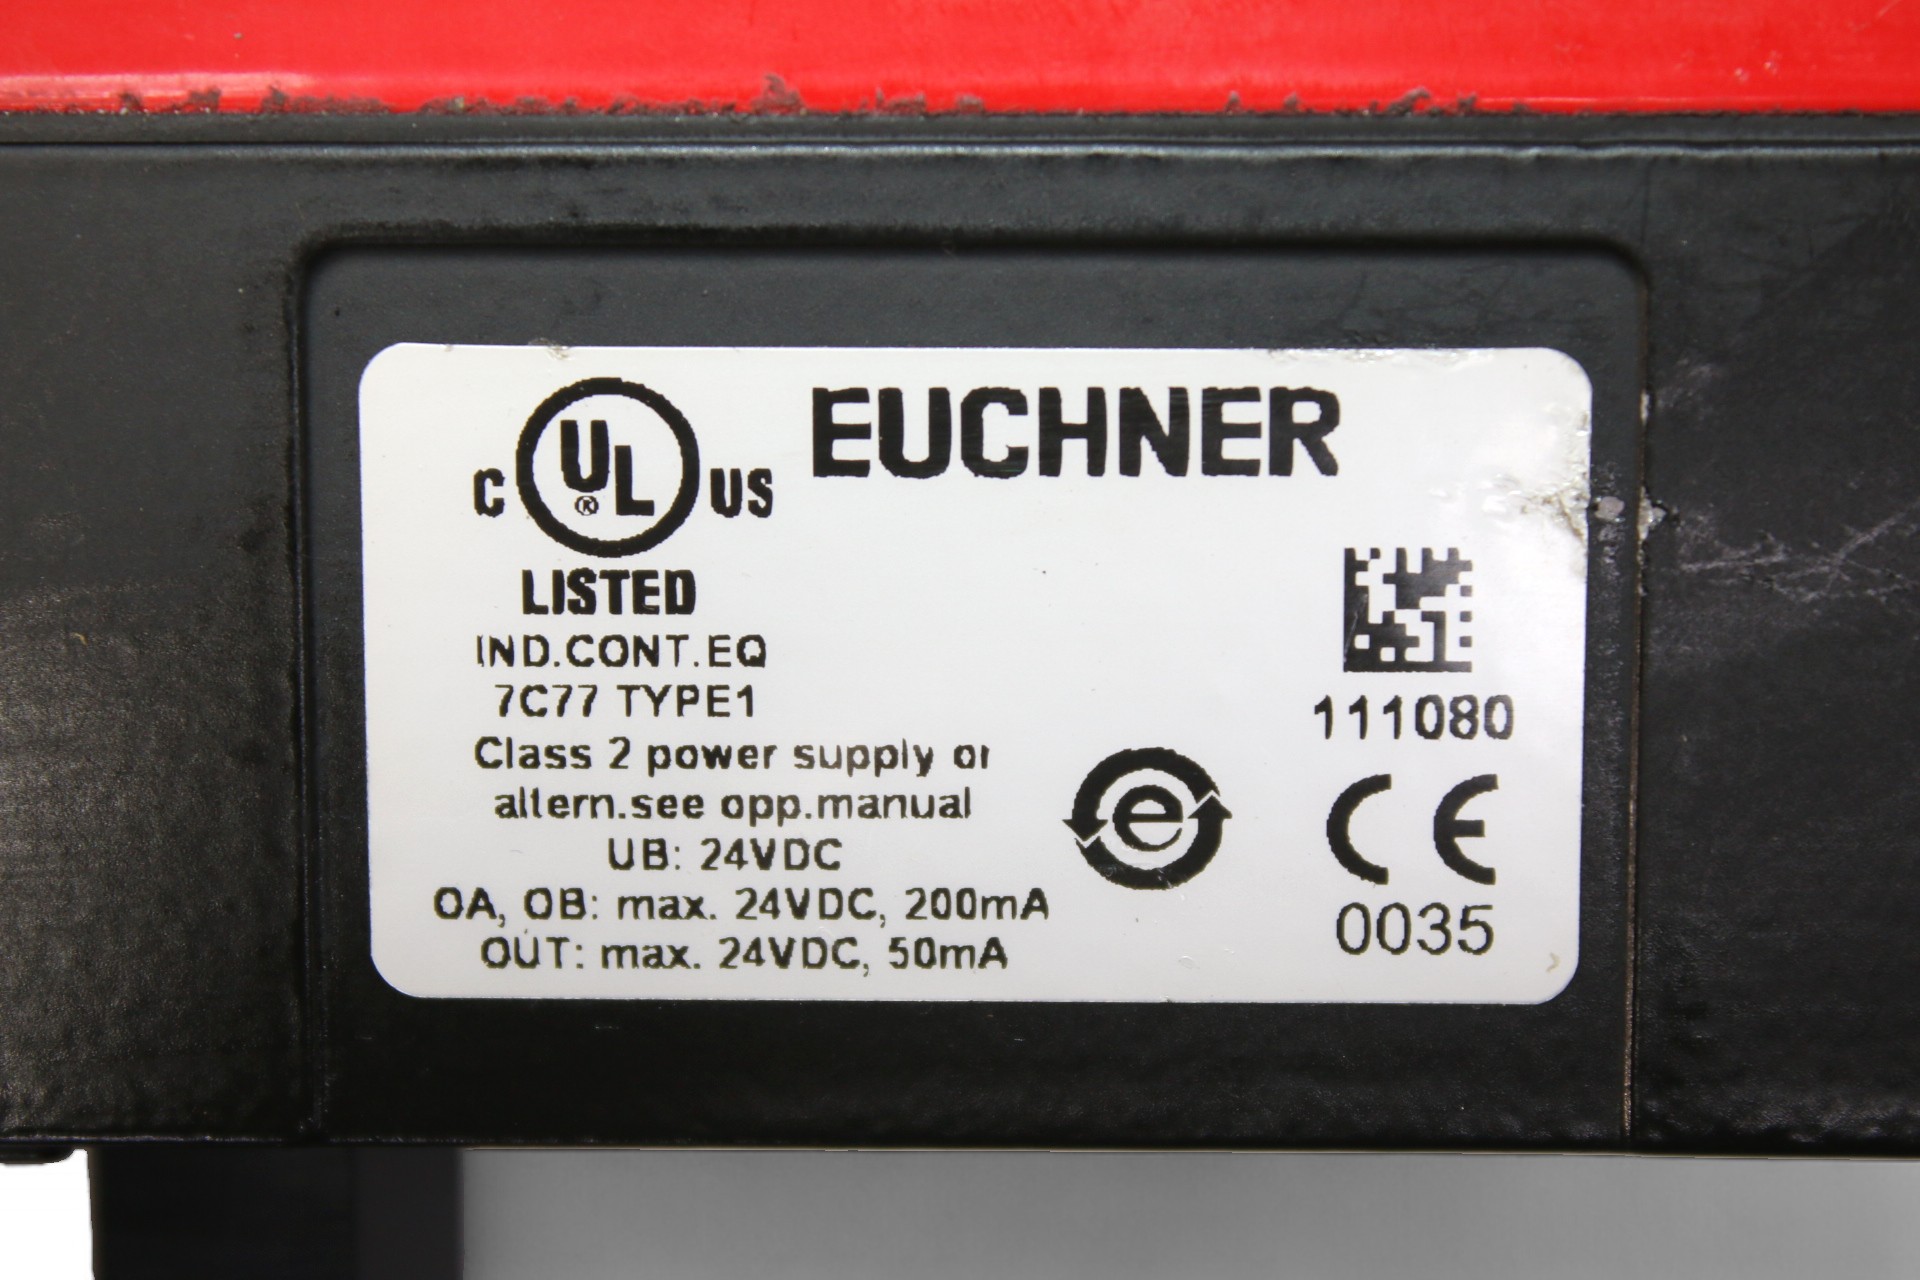 C UL® US
EUCHNER
LISTED
IND.CONT.EQ
7C77 TYPE1
Class 2 power supply or
altern.see opp.manual
UB: 24VDC
OA, OB: max. 24VDC, 200mA
OUT: max. 24VDC, 50mA
e
111080
CE
0035